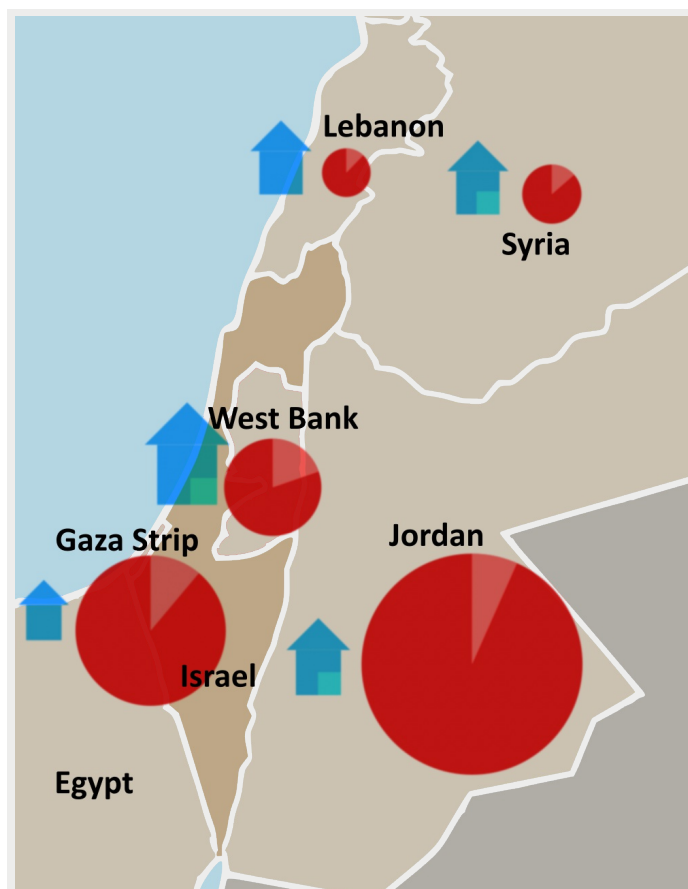 Lebanon
Syria
West Bank
Gaza Strip
Jordan
Israel
Egypt